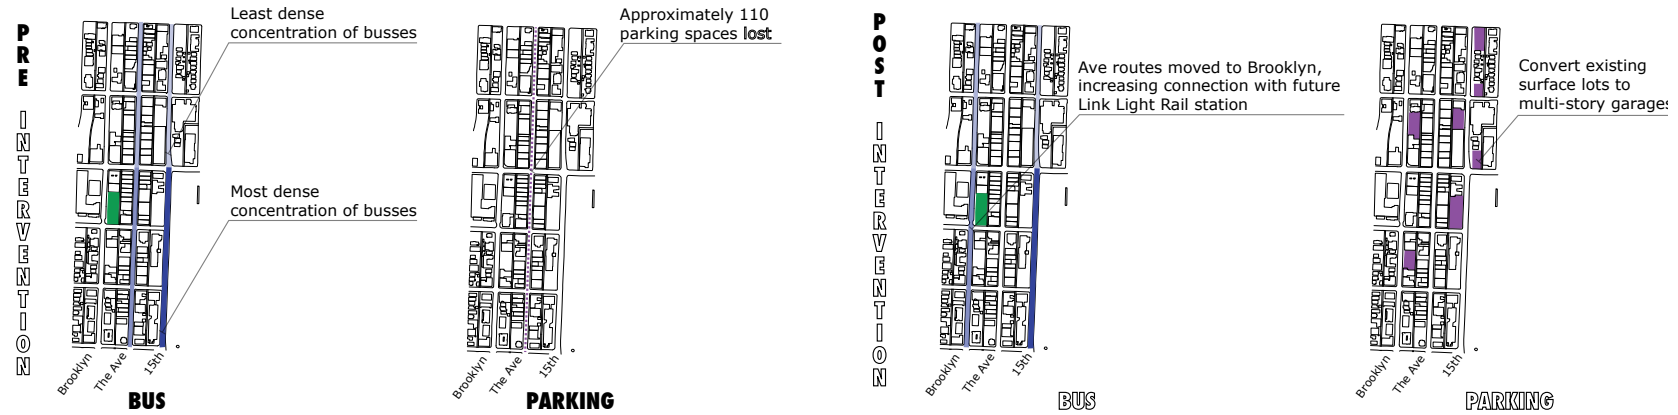 PRE INTERVENTION
Least dense
concentration of busses
Most dense
concentration of busses
Brooklyn
The Ave
15th
BUS
Approximately 110
parking spaces lost
Brooklyn
The Ave
15th
PARKING
POST INTERVENTION
Ave routes moved to Brooklyn,
increasing connection with future
Link Light Rail station
Brooklyn
The Ave
15th
BUS
Convert existing
surface lots to
multi-story garages
Brooklyn
The Ave
15th
PARKING